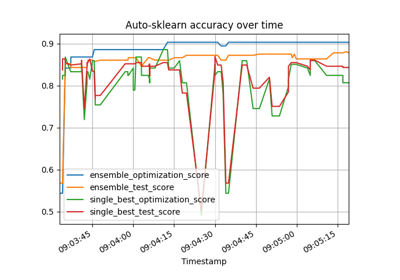 Auto-sklearn accuracy over time
0.9
0.8
0.7
0.6
0.5
ensemble_optimization_score
ensemble_test_score
single_best_optimization_score
single_best_test_score
09:03:45
09:04:00
09:04:15
09:04:30
09:04:45
09:05:00
09:05:15
Timestamp